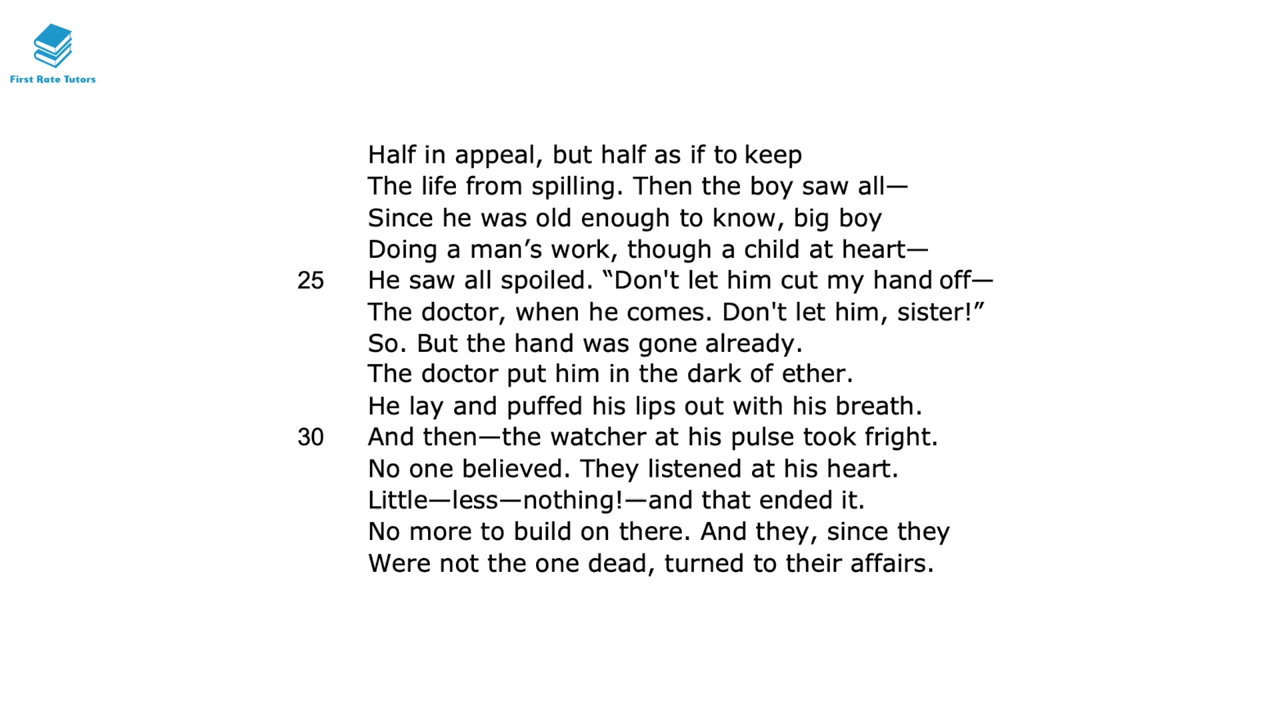 First Rate Tutors
Half in appeal, but half as if to keep
The life from spilling. Then the boy saw all—
Since he was old enough to know, big boy
Doing a man’s work, though a child at heart—
25 He saw all spoiled. “Don't let him cut my hand off—
The doctor, when he comes. Don't let him, sister!”
So. But the hand was gone already.
The doctor put him in the dark of ether.
He lay and puffed his lips out with his breath.
30 And then—the watcher at his pulse took fright.
No one believed. They listened at his heart.
Little—less—nothing!—and that ended it.
No more to build on there. And they, since they
Were not the one dead, turned to their affairs.